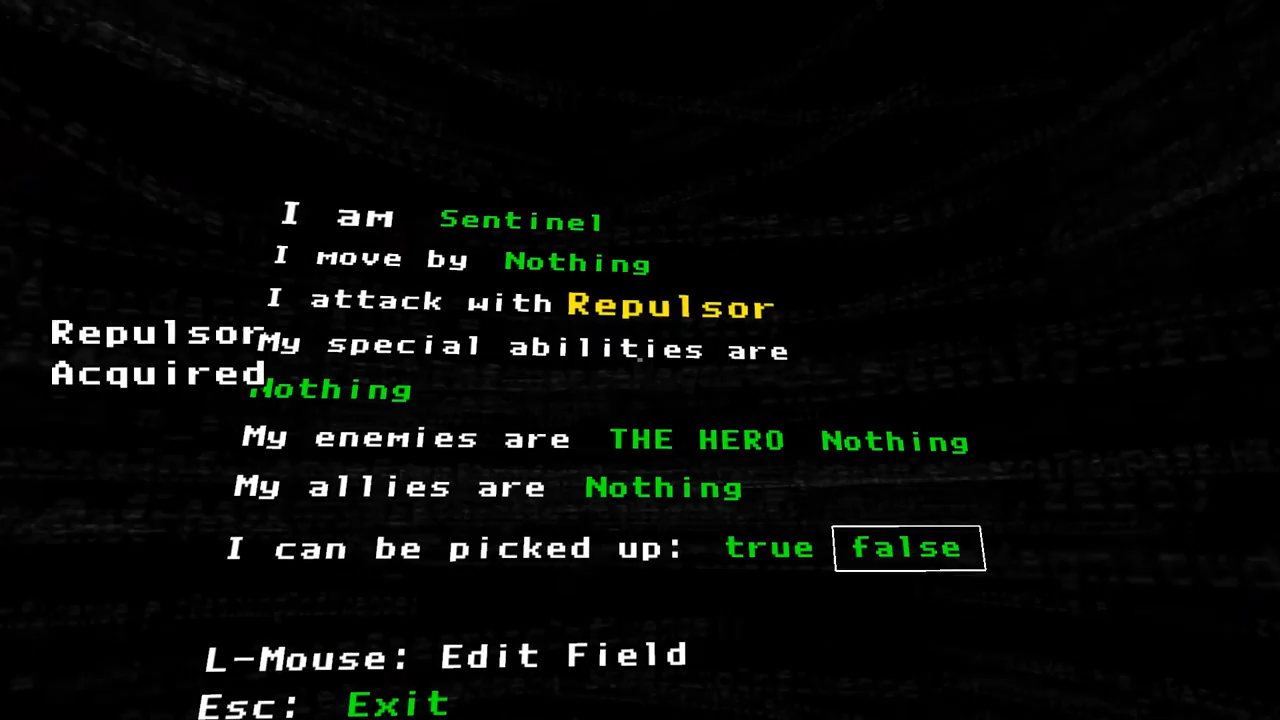 I am Sentinel
I move by Nothing
I attack with Repulsor
Repulsor
Acquired
My special abilities are
Nothing
My enemies are THE HERO Nothing
My allies are Nothing
I can be picked up: true false
L-Mouse: Edit Field
Esc: Exit